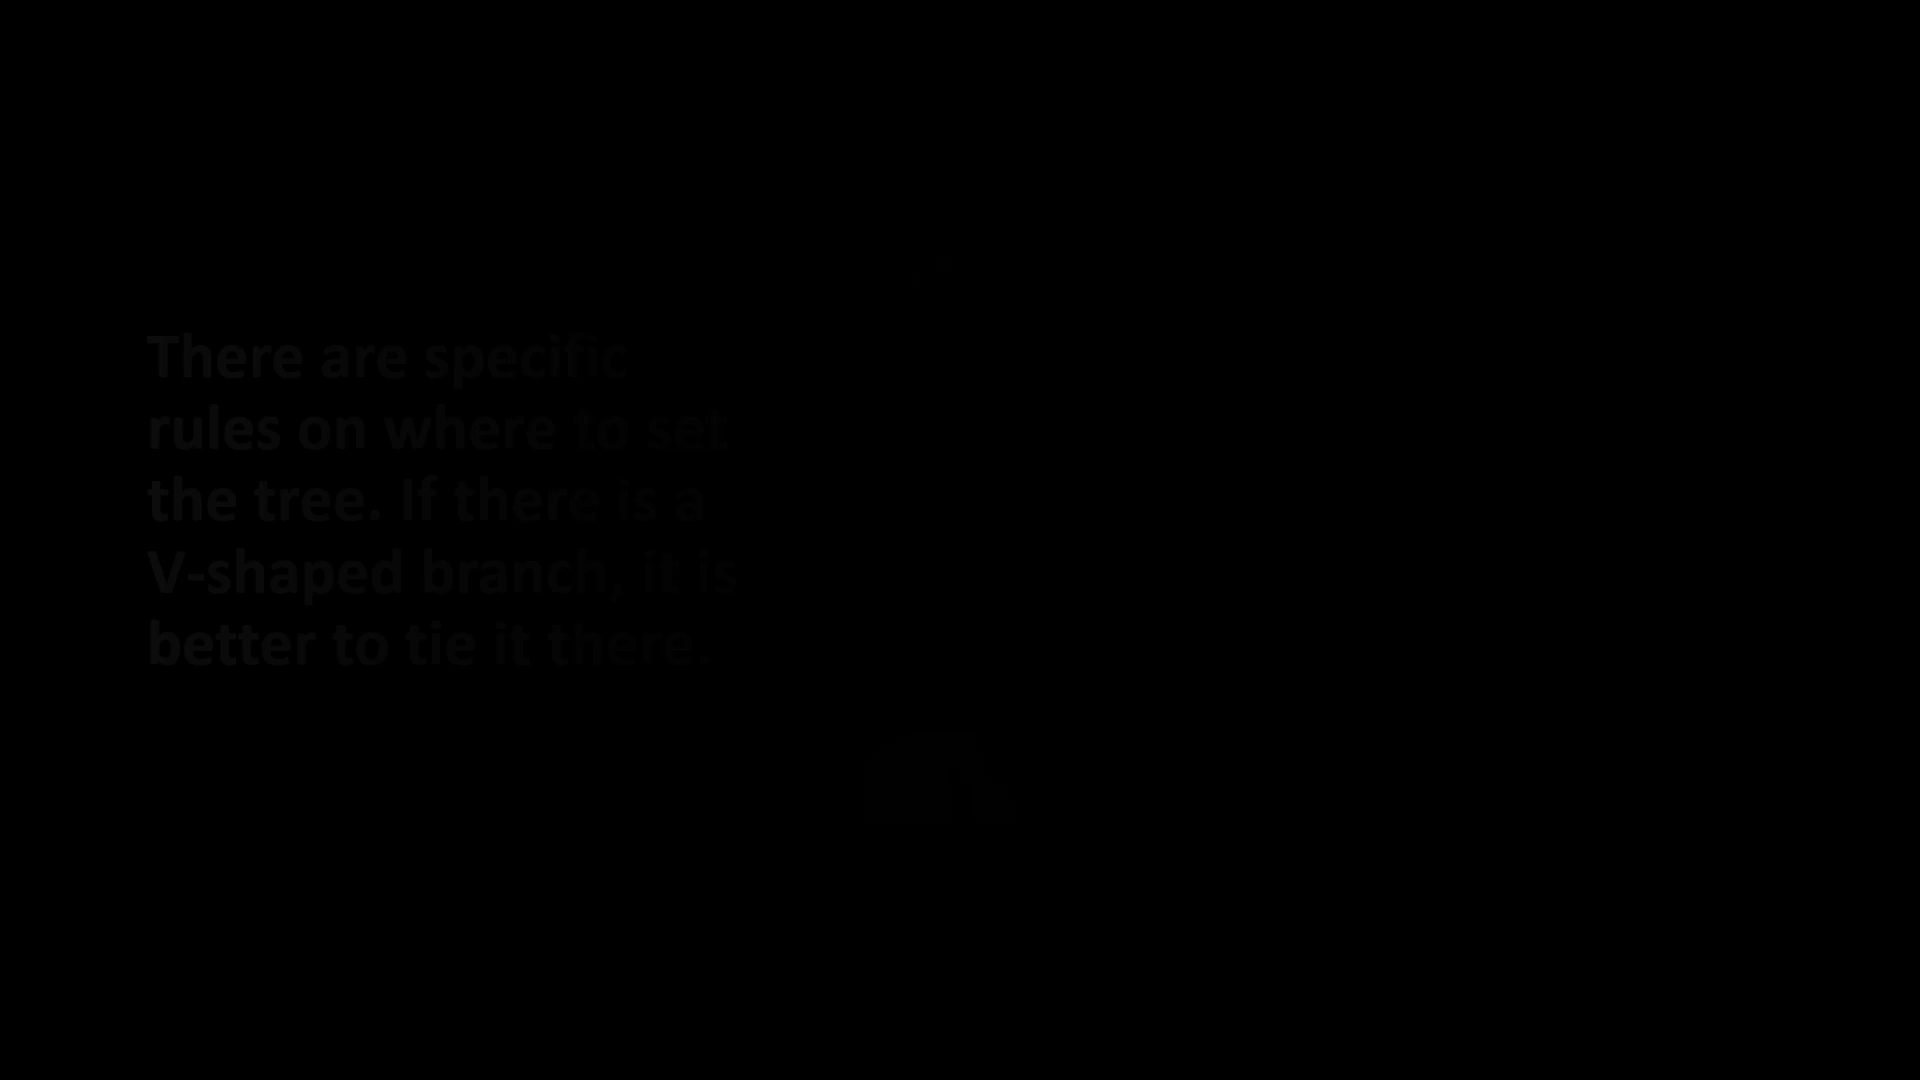 There are specific
rules on where to set
the tree. If there is a
V-shaped branch, it is
better to tie it there.